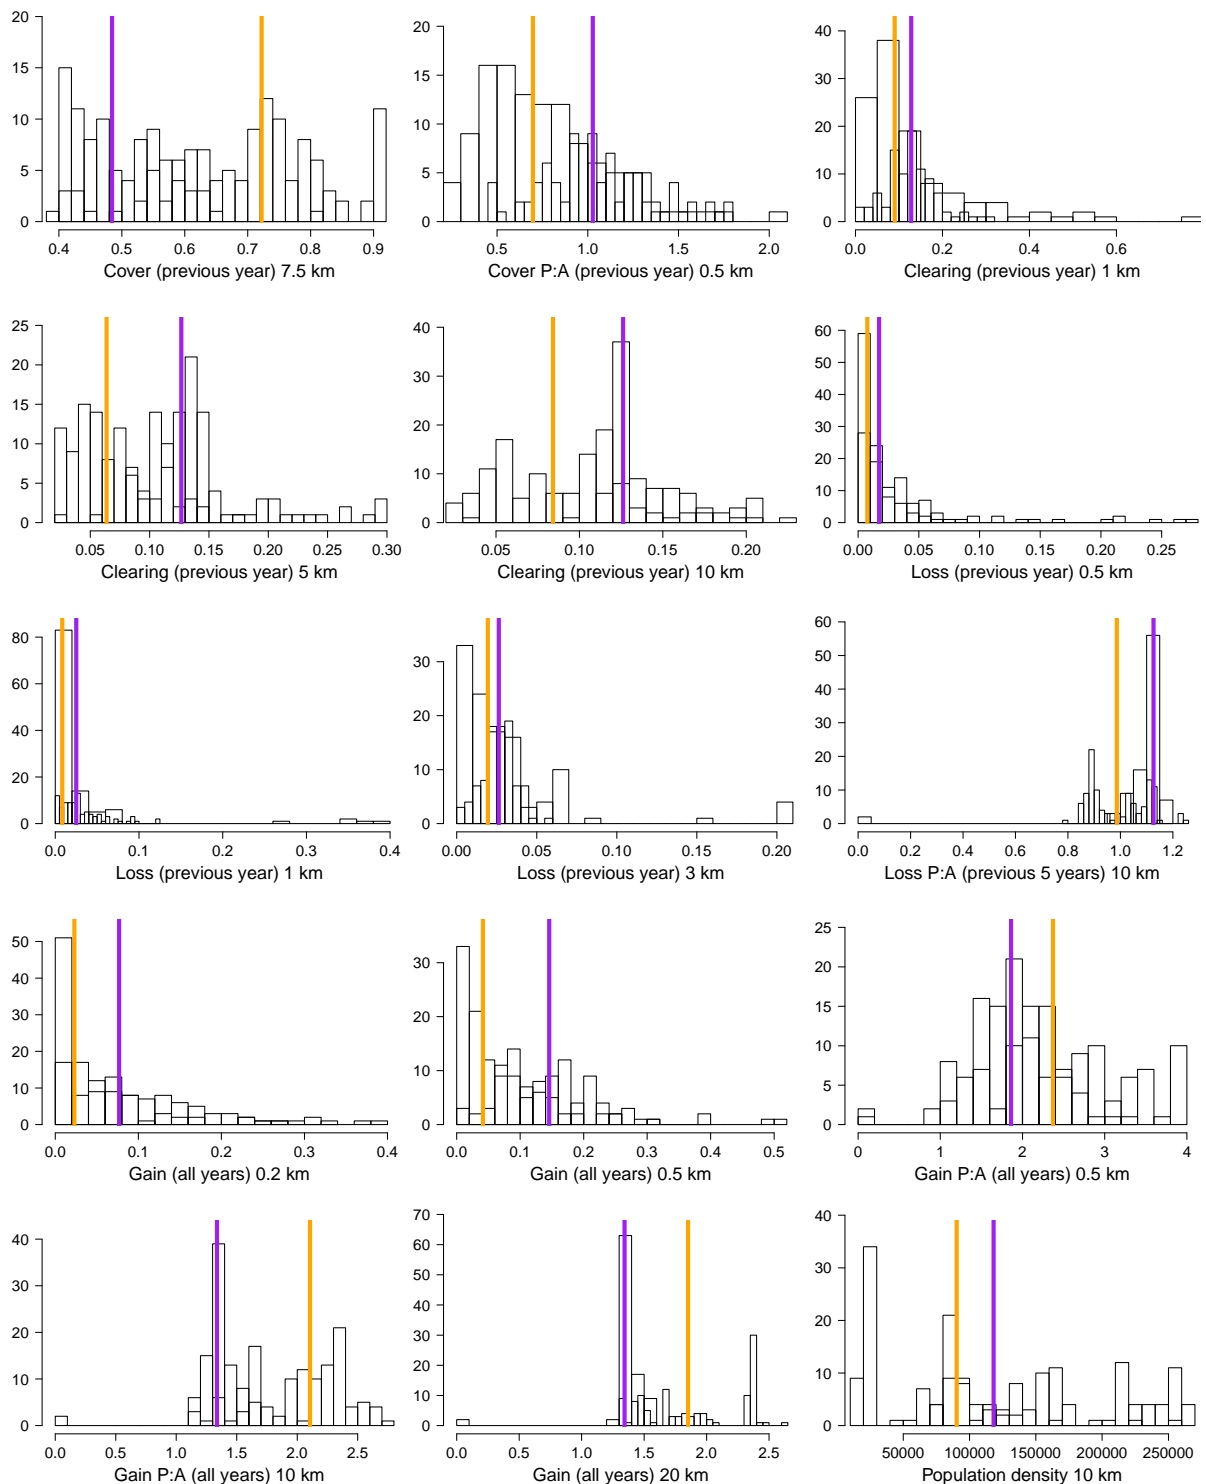 20
15
10
5
0
0.4 0.5 0.6 0.7 0.8 0.9
Cover (previous year) 7.5 km
20
15
10
5
0
0.5 1.0 1.5 2.0
Cover P:A (previous year) 0.5 km
40
30
20
10
0
0.0 0.2 0.4 0.6
Clearing (previous year) 1 km
25
20
15
10
5
0
0.05 0.10 0.15 0.20 0.25 0.30
Clearing (previous year) 5 km
40
30
20
10
0
0.05 0.10 0.15 0.20
Clearing (previous year) 10 km
60
50
40
30
20
10
0
0.00 0.05 0.10 0.15 0.20 0.25
Loss (previous year) 0.5 km
80
60
40
20
0
0.0 0.1 0.2 0.3 0.4
Loss (previous year) 1 km
30
20
10
0
0.00 0.05 0.10 0.15 0.20
Loss (previous year) 3 km
60
50
40
30
20
10
0
0.0 0.2 0.4 0.6 0.8 1.0 1.2
Loss P:A (previous 5 years) 10 km
50
40
30
20
10
0
0.0 0.1 0.2 0.3 0.4
Gain (all years) 0.2 km
30
20
10
0
0.0 0.1 0.2 0.3 0.4 0.5
Gain (all years) 0.5 km
25
20
15
10
5
0
0 1 2 3 4
Gain P:A (all years) 0.5 km
40
30
20
10
0
0.0 0.5 1.0 1.5 2.0 2.5
Gain P:A (all years) 10 km
70
60
50
40
30
20
10
0
0.0 0.5 1.0 1.5 2.0 2.5
Gain (all years) 20 km
40
30
20
10
0
50000 100000 150000 200000 250000
Population density 10 km